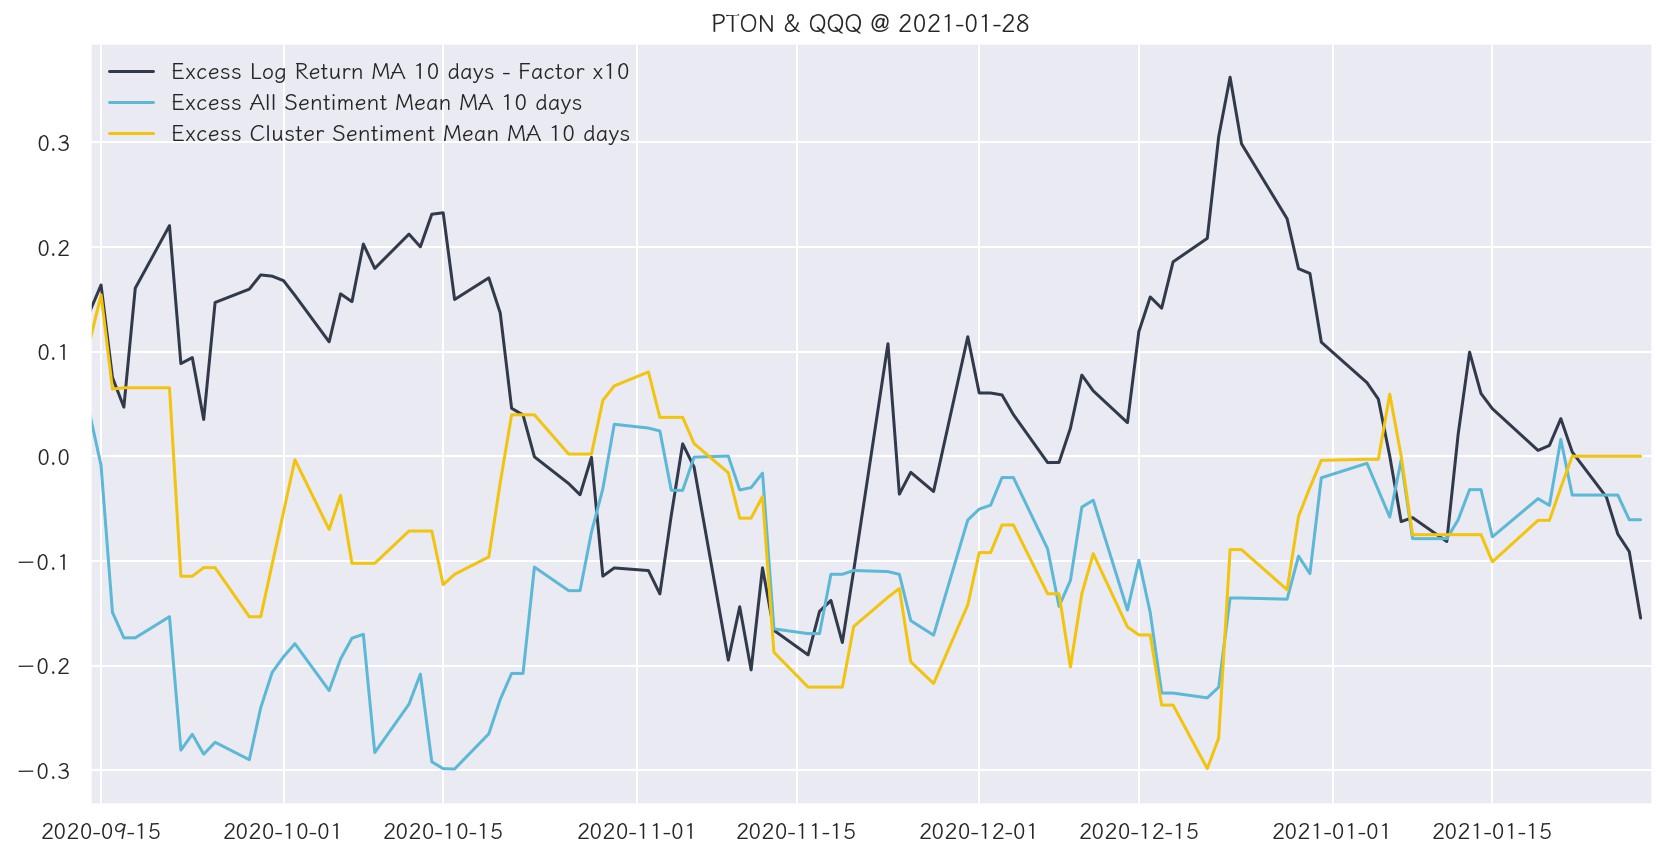 PTON & QQQ @ 2021-01-28
Excess Log Return MA 10 days - Factor x10
Excess All Sentiment Mean MA 10 days
Excess Cluster Sentiment Mean MA 10 days
0.3
0.2
0.1
0.0
−0.1
−0.2
−0.3
2020-09-15 2020-10-01 2020-10-15 2020-11-01 2020-11-15 2020-12-01 2020-12-15 2021-01-01 2021-01-15